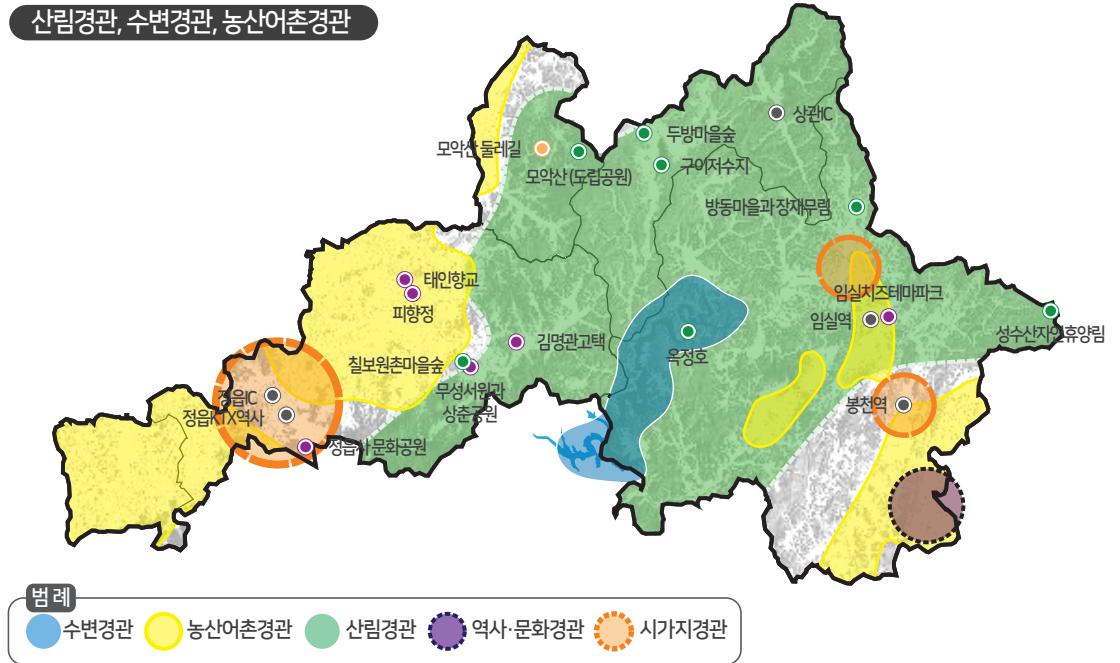 산림경관, 수변경관, 농산어촌경관
상관IC
두방마을숲
모악산 둘레길
구이저수지
모악산 (도립공원)
방동마을과 장재무림
태인향교
임실치즈테마파크
피향정
임실역
성수산자연휴양림
김명관고택
옥정호
칠보원촌마을숲
무성서원과
상춘공원
정읍IC
정읍KTX역사
봉천역
정읍사 문화공원
범 례
수변경관
농산어촌경관
산림경관
역사·문화경관
시가지경관